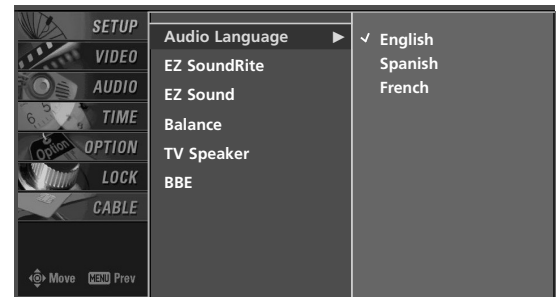 SETUP
VIDEO
AUDIO
TIME
Option OPTION
LOCK
CABLE
Move MENU Prev
Audio Language ▶
EZ SoundRite
EZ Sound
Balance
TV Speaker
BBE
✓ English
Spanish
French